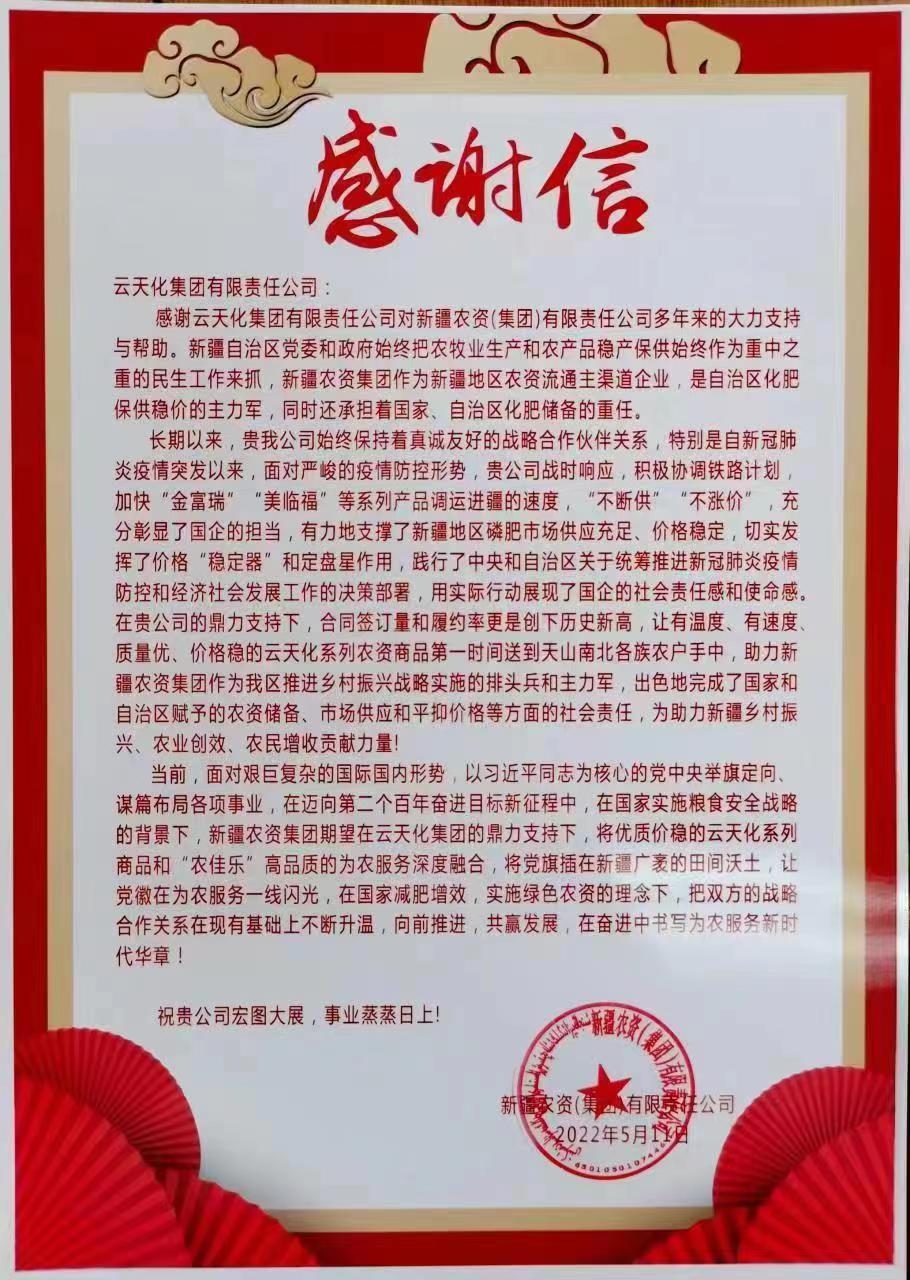 感谢信
云天化集团有限责任公司：
感谢云天化集团有限责任公司对新疆农资(集团)有限责任公司多年来的大力支持
与帮助。新疆自治区党委和政府始终把农牧业生产和农产品稳产保供始终作为重中之
重的民生工作来抓，新疆农资集团作为新疆地区农资流通主渠道企业，是自治区化肥
保供稳价的主力军，同时还承担着国家、自治区化肥储备的重任。
长期以来，贵我公司始终保持着真诚友好的战略合作伙伴关系，特别是自新冠肺
炎疫情突发以来，面对严峻的疫情防控形势，贵公司战时响应，积极协调铁路计划，
加快“金富瑞”“美临福”等系列产品调运进疆的速度，“不断供”“不涨价”，充
分彰显了国企的担当，有力地支撑了新疆地区磷肥市场供应充足、价格稳定，切实发
挥了价格“稳定器”和定盘星作用，践行了中央和自治区关于统筹推进新冠肺炎疫情
防控和经济社会发展工作的决策部署，用实际行动展现了国企的社会责任感和使命感。
在贵公司的鼎力支持下，合同签订量和履约率更是创下历史新高，让有温度、有速度、
质量优、价格稳的云天化系列农资商品第一时间送到天山南北各族农户手中，助力新
疆农资集团作为我区推进乡村振兴战略实施的排头兵和主力军，出色地完成了国家和
自治区赋予的农资储备、市场供应和平抑价格等方面的社会责任，为助力新疆乡村振
兴、农业创效、农民增收贡献力量!
当前，面对艰巨复杂的国际国内形势，以习近平同志为核心的党中央举旗定向、
谋篇布局各项事业，在迈向第二个百年奋进目标新征程中，在国家实施粮食安全战略
的背景下，新疆农资集团期望在云天化集团的鼎力支持下，将优质价稳的云天化系列
商品和“农佳乐”高品质的为农服务深度融合，将党旗插在新疆广袤的田间沃土，让
党徽在为农服务一线闪光，在国家减肥增效，实施绿色农资的理念下，把双方的战略
合作关系在现有基础上不断升温，向前推进，共赢发展，在奋进中书写为农服务新时
代华章！
祝贵公司宏图大展，事业蒸蒸日上!
新疆农资(集团)有限责任公司
新疆农资(集团)有限责任公司
2022年5月11日